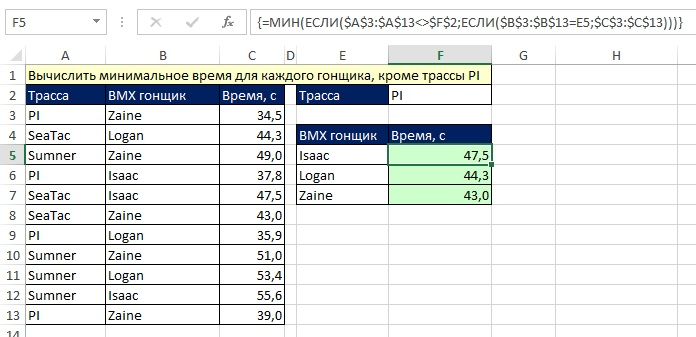 F5 fx {=МИН(ЕСЛИ($A$3:$A$13<>$F$2;ЕСЛИ($B$3:$B$13=E5;$C$3:$C$13)))}
A B C D E F G H
1 Вычислить минимальное время для каждого гонщика, кроме трассы PI
2 Трасса BMX гонщик Время, с Трасса PI
3 PI Zaine 34,5
4 SeaTac Logan 44,3 BMX гонщик Время, с
5 Sumner Zaine 49,0 Isaac 47,5
6 PI Isaac 37,8 Logan 44,3
7 SeaTac Isaac 47,5 Zaine 43,0
8 SeaTac Zaine 43,0
9 PI Logan 35,9
10 Sumner Zaine 51,0
11 Sumner Logan 53,4
12 Sumner Isaac 55,6
13 PI Zaine 39,0
14